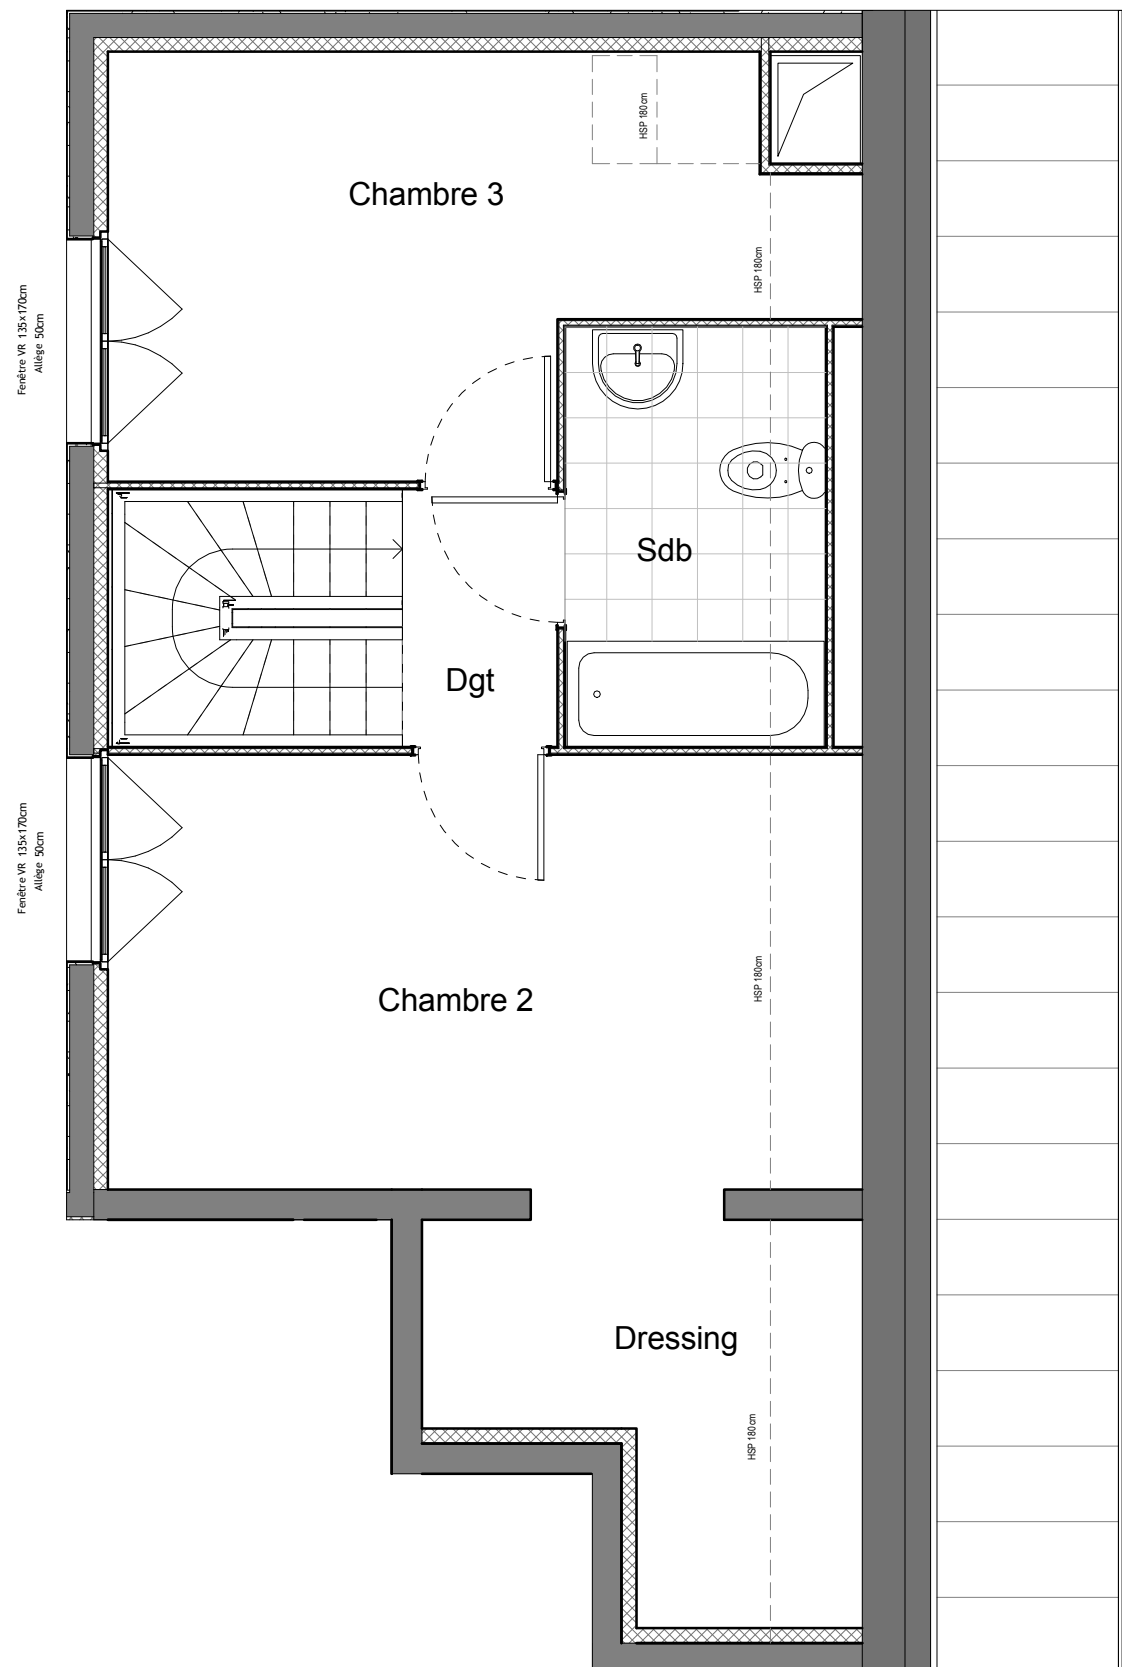 HSP 180cm
Chambre 3
HSP 180cm
Fenêtre VR 135x170cm
Allège 50cm
Sdb
Dgt
Fenêtre VR 135x170cm
Allège 50cm
HSP 180cm
Chambre 2
Dressing
HSP 180cm